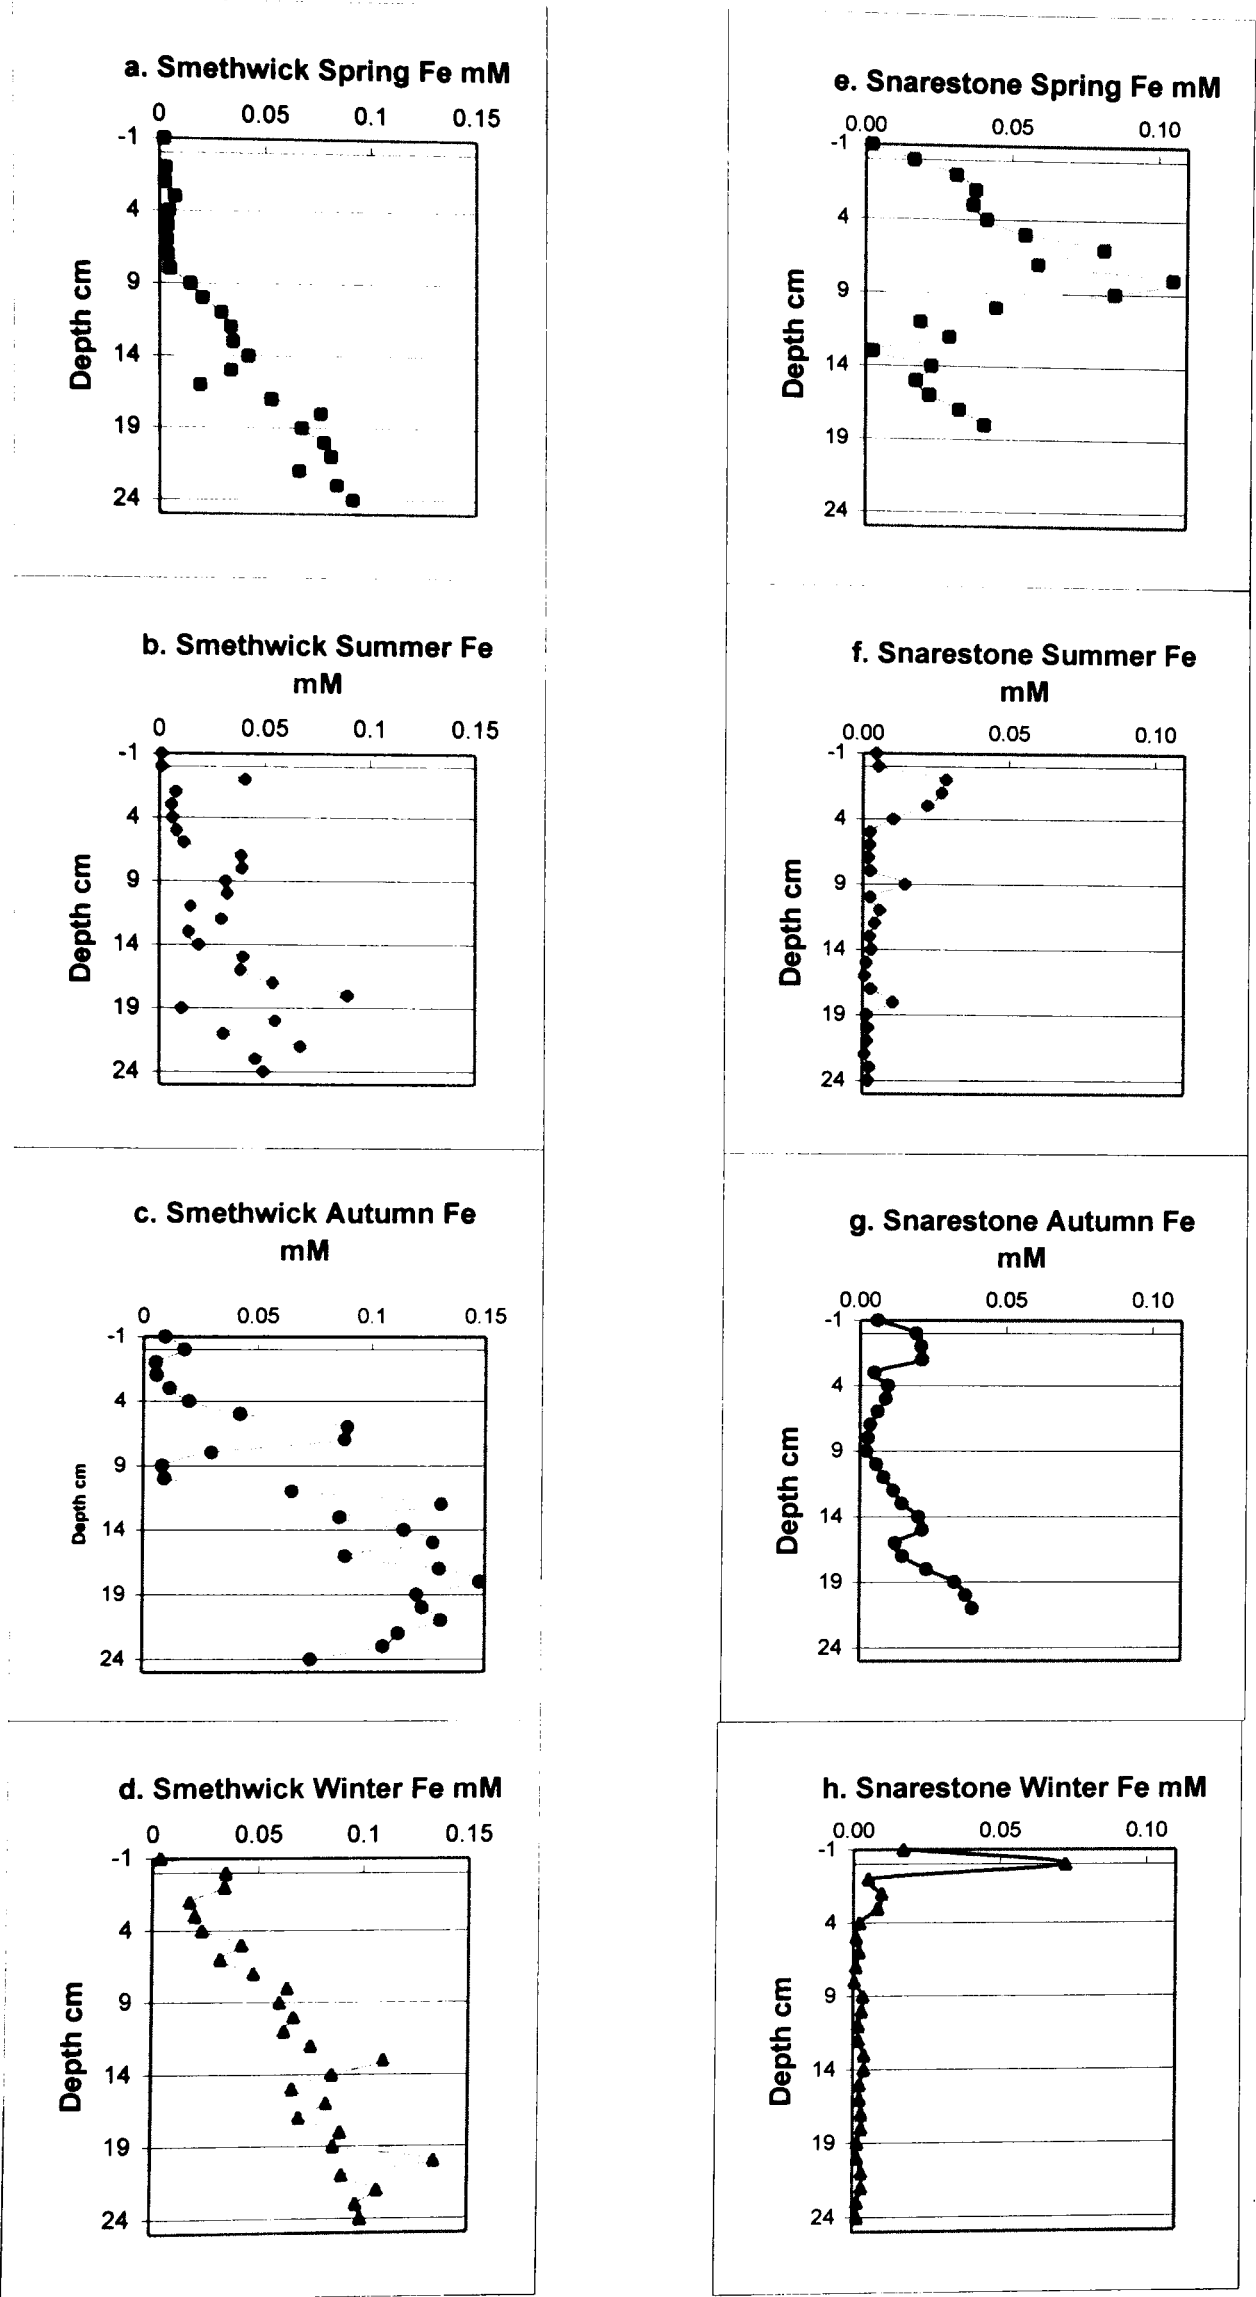 a. Smethwick Spring Fe mM
0 0.05 0.1 0.15
-1
4
9
14
19
24
Depth cm
b. Smethwick Summer Fe
mM
0 0.05 0.1 0.15
-1
4
9
14
19
24
Depth cm
c. Smethwick Autumn Fe
mM
0 0.05 0.1 0.15
-1
4
9
14
19
24
Depth cm
d. Smethwick Winter Fe mM
0 0.05 0.1 0.15
-1
4
9
14
19
24
Depth cm
e. Snarestone Spring Fe mM
0.00 0.05 0.10
-1
4
9
14
19
24
Depth cm
f. Snarestone Summer Fe
mM
0.00 0.05 0.10
-1
4
9
14
19
24
Depth cm
g. Snarestone Autumn Fe
mM
0.00 0.05 0.10
-1
4
9
14
19
24
Depth cm
h. Snarestone Winter Fe mM
0.00 0.05 0.10
-1
4
9
14
19
24
Depth cm